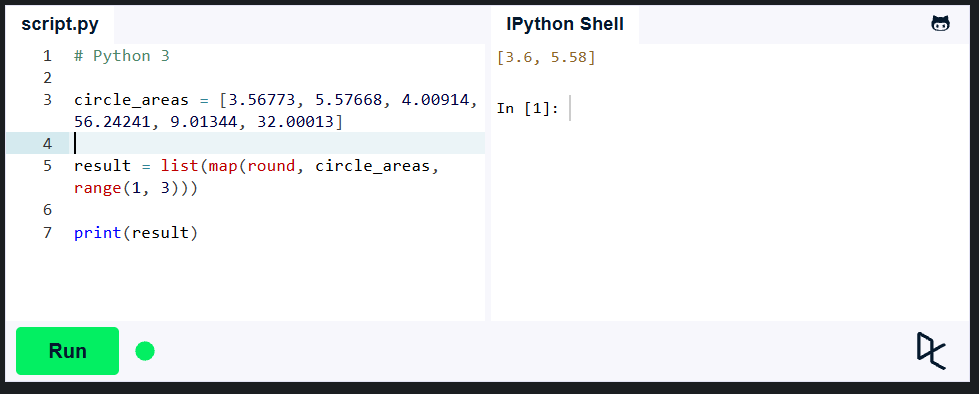 script.py
1 # Python 3
2
3 circle_areas = [3.56773, 5.57668, 4.00914,
56.24241, 9.01344, 32.00013]
4
5 result = list(map(round, circle_areas,
range(1, 3)))
6
7 print(result)
Run
IPython Shell
[3.6, 5.58]
In [1]: